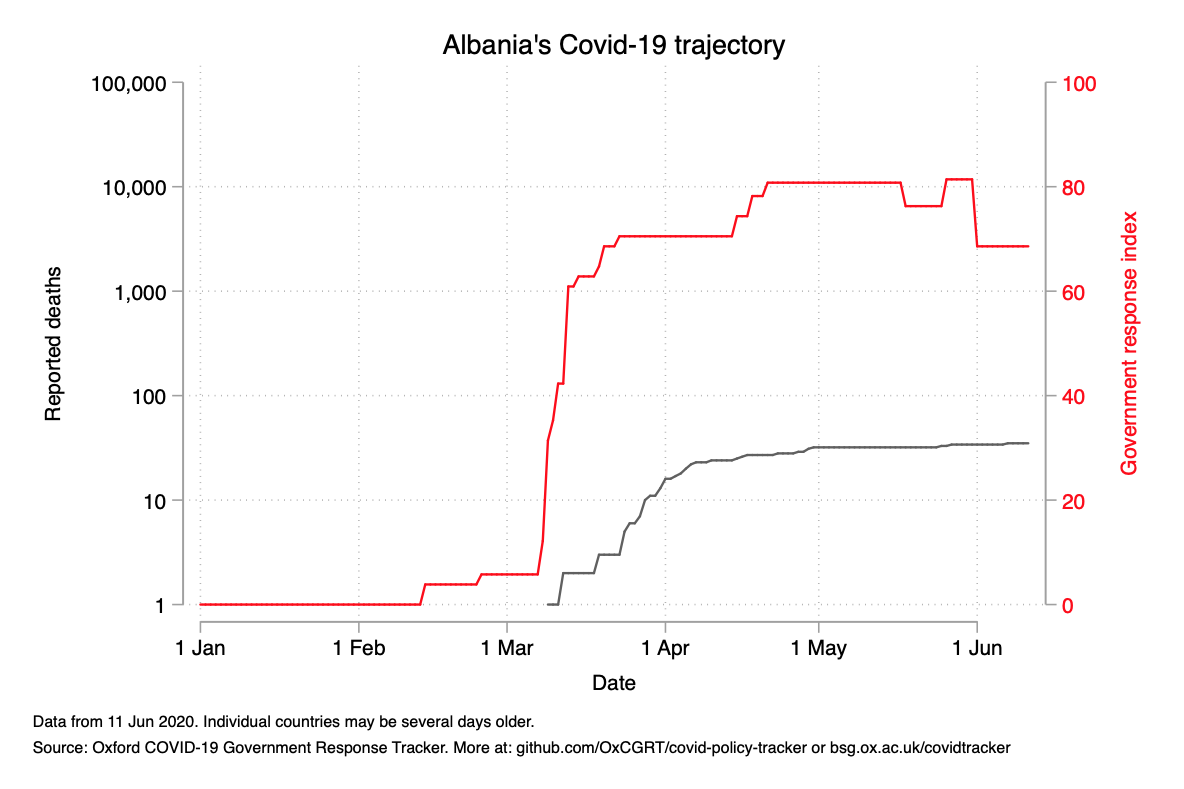 Albania's Covid-19 trajectory
100,000
10,000
1,000
100
10
1
Reported deaths
100
80
60
40
20
0
Government response index
1 Jan 1 Feb 1 Mar 1 Apr 1 May 1 Jun
Date
Data from 11 Jun 2020. Individual countries may be several days older.
Source: Oxford COVID-19 Government Response Tracker. More at: github.com/OxCGRT/covid-policy-tracker or bsg.ox.ac.uk/covidtracker